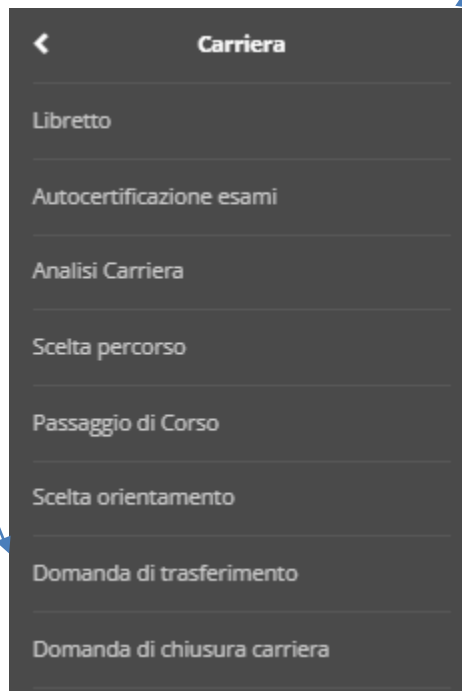 Carriera
Libretto
Autocertificazione esami
Analisi Carriera
Scelta percorso
Passaggio di Corso
Scelta orientamento
Domanda di trasferimento
Domanda di chiusura carriera